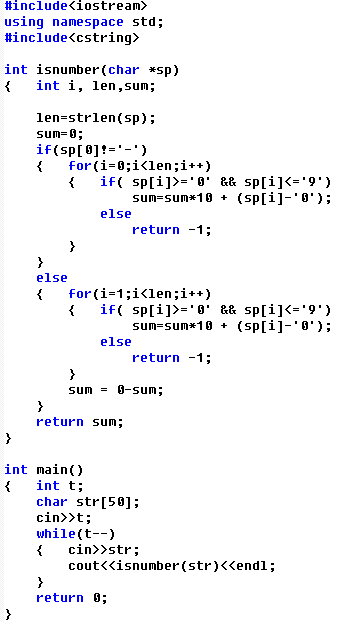 #include<iostream>
using namespace std;
#include<cstring>

int isnumber(char *sp)
{   int i, len,sum;

    len=strlen(sp);
    sum=0;
    if(sp[0]!='-')
    {   for(i=0;i<len;i++)
        {   if( sp[i]>='0' && sp[i]<='9')
                sum=sum*10 + (sp[i]-'0');
            else
                return -1;
        }
    }
    else
    {   for(i=1;i<len;i++)
        {   if( sp[i]>='0' && sp[i]<='9')
                sum=sum*10 + (sp[i]-'0');
            else
                return -1;
        }
        sum = 0-sum;
    }
    return sum;
}

int main()
{   int t;
    char str[50];
    cin>>t;
    while(t--)
    {   cin>>str;
        cout<<isnumber(str)<<endl;
    }
    return 0;
}